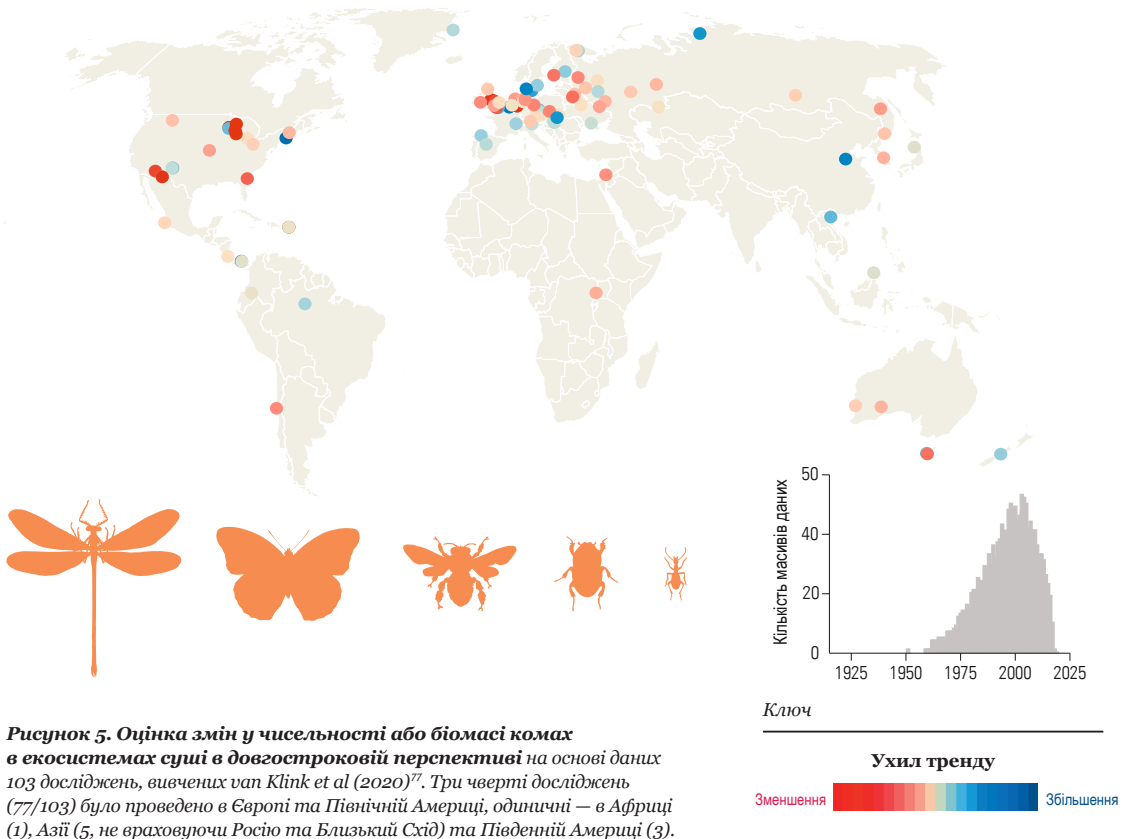 50
40
20
0
Кількість масивів даних
1925 1950 1975 2000 2025
Ключ
Ухил тренду
Зменшення Збільшення
Рисунок 5. Оцінка змін у чисельності або біомасі комах
в екосистемах суші в довгостроковій перспективі на основі даних
103 досліджень, вивчених van Klink et al (2020)77. Три чверті досліджень
(77/103) було проведено в Європі та Північній Америці, одиничні — в Африці
(1), Азії (5, не враховуючи Росію та Близький Схід) та Південній Америці (3).